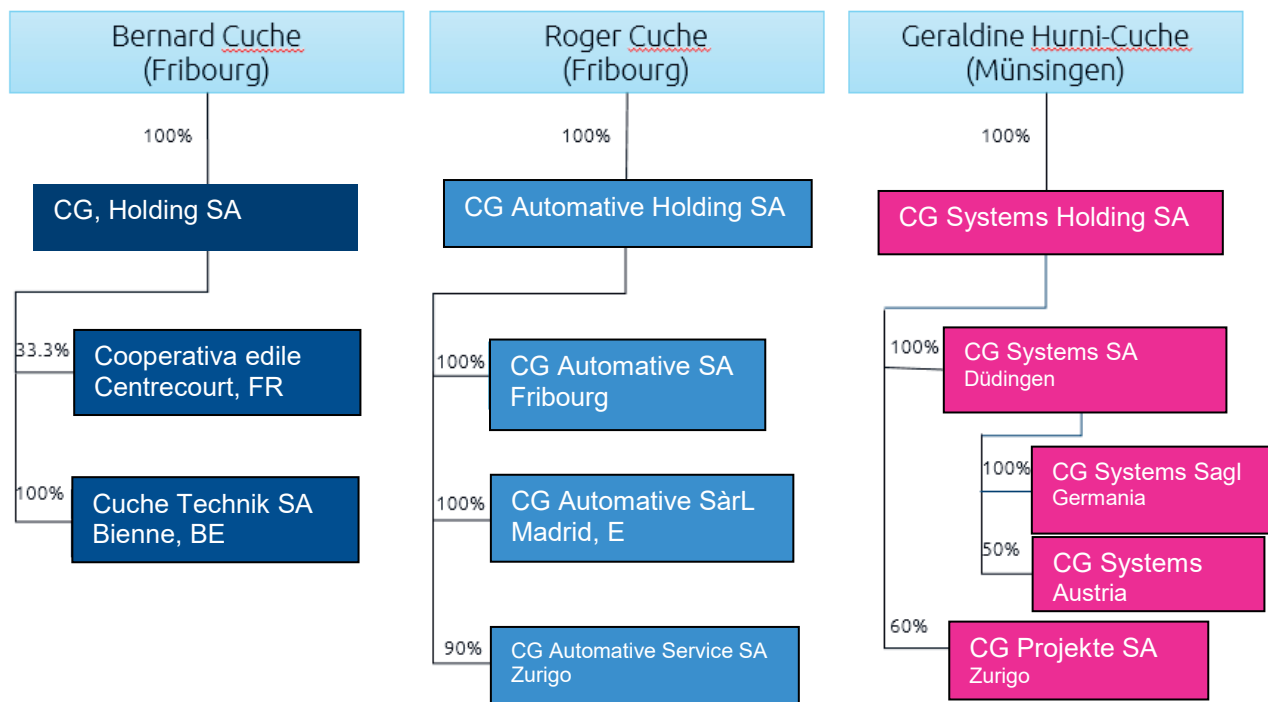 Bernard Cuche
(Fribourg)
100%
CG, Holding SA
33.3%
Cooperativa edile
Centrecourt, FR
100%
Cuche Technik SA
Bienne, BE
Roger Cuche
(Fribourg)
100%
CG Automative Holding SA
100%
CG Automative SA
Fribourg
100%
CG Automative SàrL
Madrid, E
90%
CG Automative Service SA
Zurigo
Geraldine Hurni-Cuche
(Münsingen)
100%
CG Systems Holding SA
100%
CG Systems SA
Düdingen
100%
CG Systems Sagl
Germania
50%
CG Systems
Austria
60%
CG Projekte SA
Zurigo